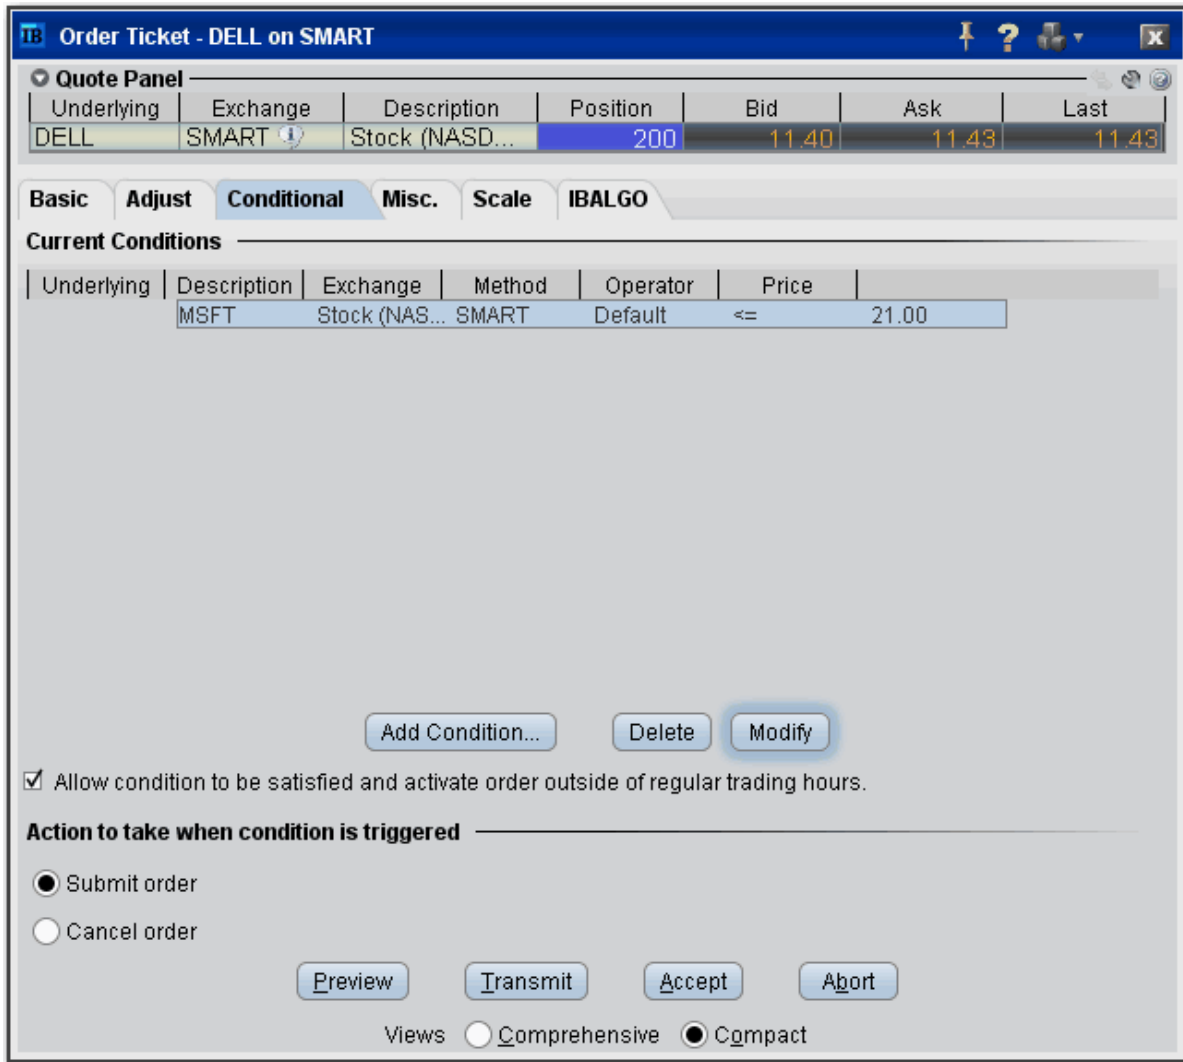 IB Order Ticket - DELL on SMART ?
Quote Panel
Underlying Exchange Description Position Bid Ask Last
DELL SMART Stock (NASD... 200 11.40 11.43 11.43
Basic Adjust Conditional Misc. Scale IBALGO
Current Conditions
Underlying Description Exchange Method Operator Price
MSFT Stock (NAS... SMART Default <= 21.00
Add Condition... Delete Modify
Allow condition to be satisfied and activate order outside of regular trading hours.
Action to take when condition is triggered
Submit order
Cancel order
Preview Transmit Accept Abort
Views Comprehensive Compact